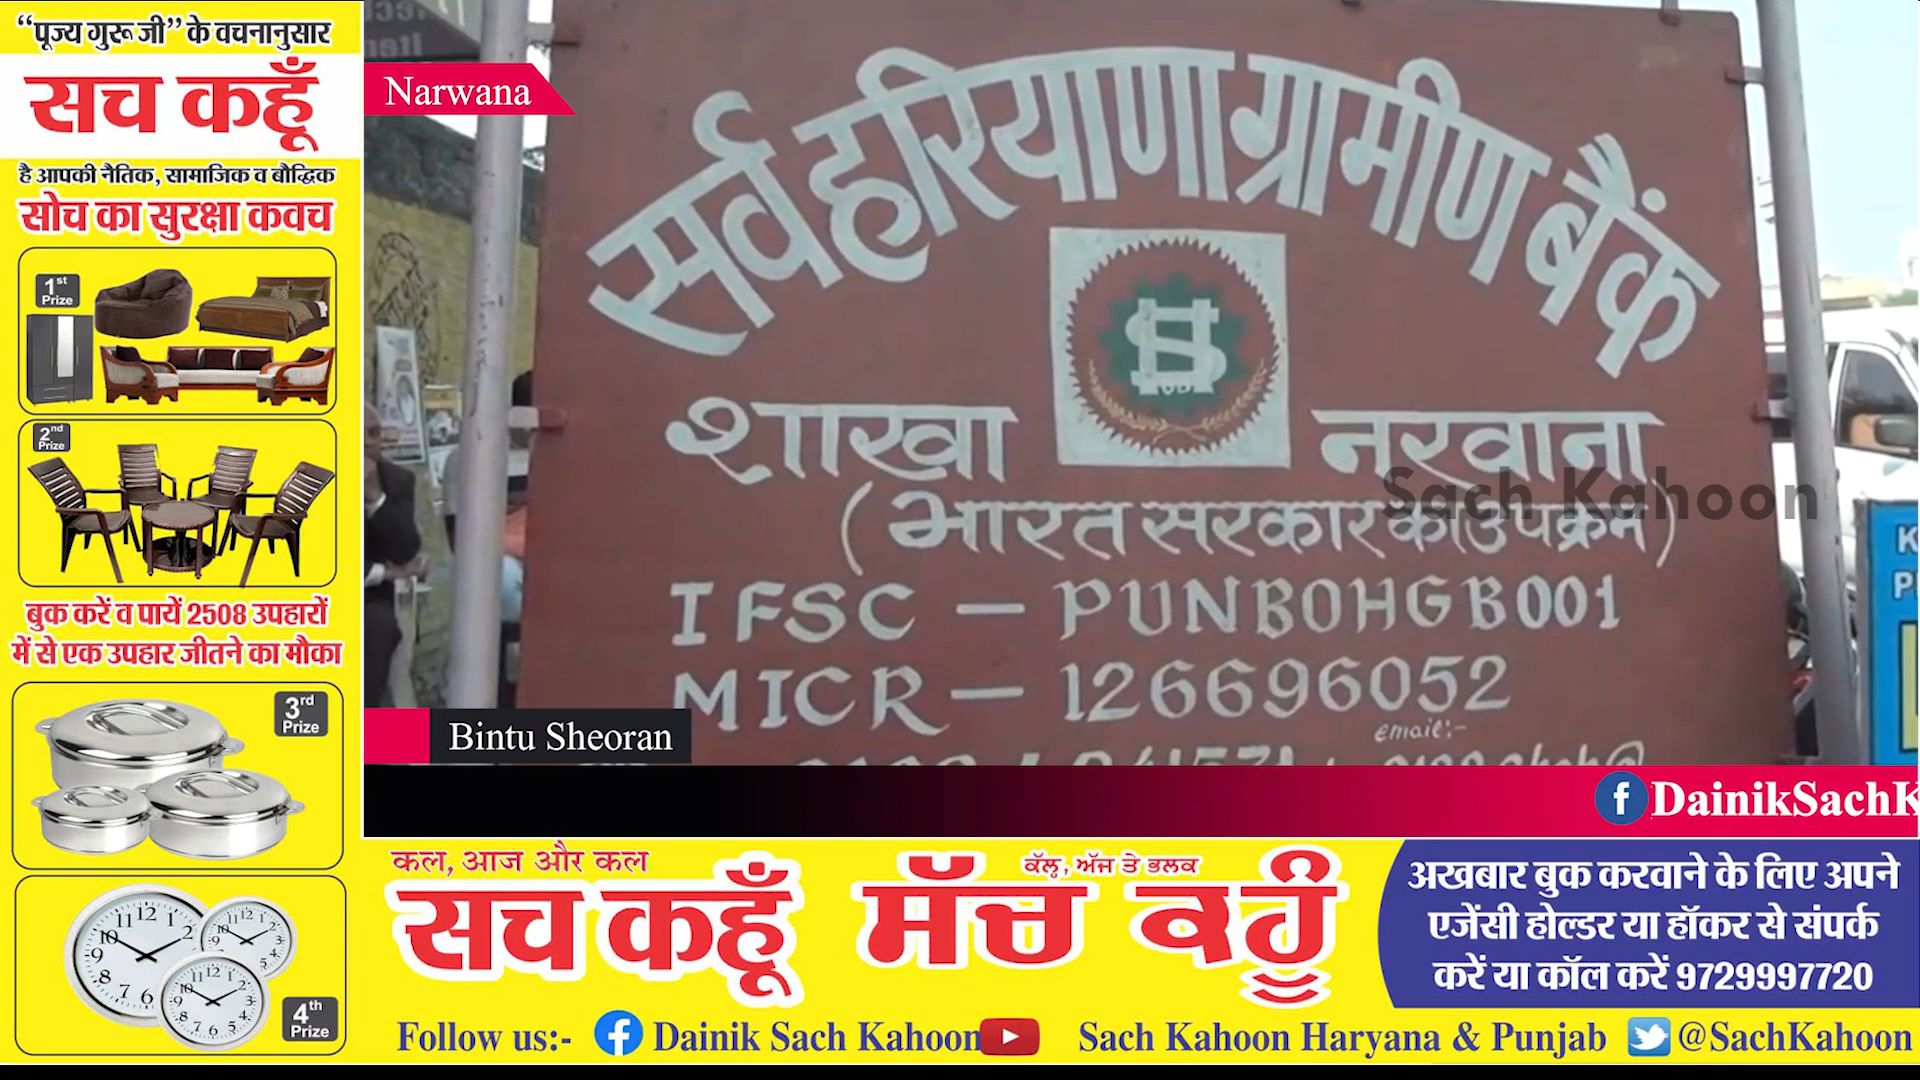 “पूज्य गुरू जी” के वचनानुसार
सच कहूँ
है आपकी नैतिक, सामाजिक व बौद्धिक
सोच का सुरक्षा कवच
1st Prize
2nd Prize
बुक करें व पायें 2508 उपहारों
में से एक उपहार जीतने का मौका
3rd Prize
4th Prize
Narwana
सर्व हरियाणा ग्रामीण बैंक
शाखा नरवाना
(भारत सरकार का उपक्रम)
IFSC - PUNB0HGB001
MICR - 126696052
email:-
Sach Kahoon
Bintu Sheoran
DainikSachK
कल, आज और कल
सच कहूँ
ਕੱਲ੍ਹ, ਅੱਜ ਤੇ ਭਲਕ
ਸੱਚ ਕਹੂੰ
अखबार बुक करवाने के लिए अपने
एजेंसी होल्डर या हॉकर से संपर्क
करें या कॉल करें 9729997720
Follow us:- Dainik Sach Kahoon Sach Kahoon Haryana & Punjab @SachKahoon